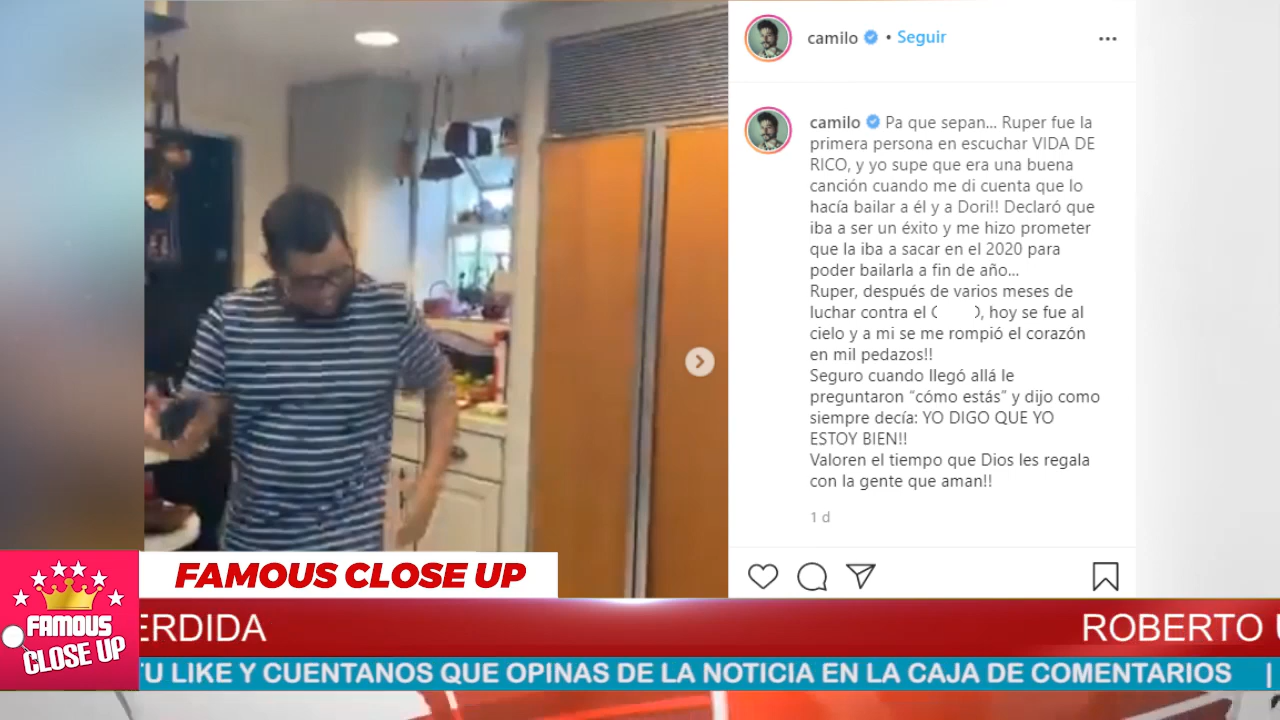 camilo • Seguir
camilo Pa que sepan... Ruper fue la
primera persona en escuchar VIDA DE
RICO, y yo supe que era una buena
canción cuando me di cuenta que lo
hacía bailar a él y a Dori!! Declaró que
iba a ser un éxito y me hizo prometer
que la iba a sacar en el 2020 para
poder bailarla a fin de año...
Ruper, después de varios meses de
luchar contra el hoy se fue al
cielo y a mi se me rompió el corazón
en mil pedazos!!
Seguro cuando llegó allá le
preguntaron "cómo estás" y dijo como
siempre decía: YO DIGO QUE YO
ESTOY BIEN!!
Valoren el tiempo que Dios les regala
con la gente que aman!!
1 d
FAMOUS CLOSE UP
FAMOUS
CLOSE UP
ERDIDA ROBERTO
TU LIKE Y CUENTANOS QUE OPINAS DE LA NOTICIA EN LA CAJA DE COMENTARIOS |